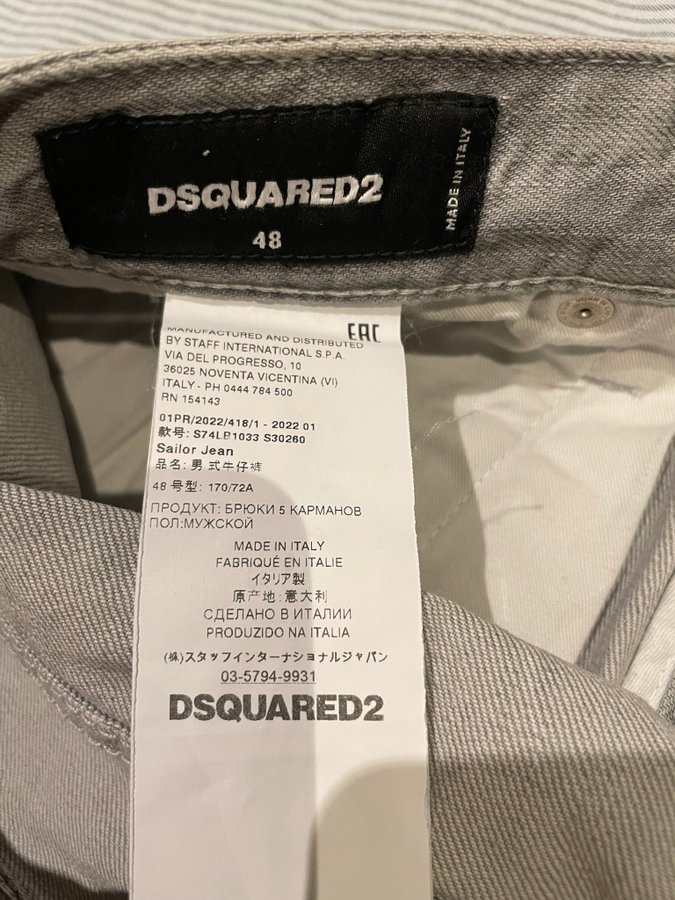 DSQUARED2
48
MADE IN ITALY
EAC
MANUFACTURED AND DISTRIBUTED
BY STAFF INTERNATIONAL S.P.A.
VIA DEL PROGRESSO, 10
36025 NOVENTA VICENTINA (VI)
ITALY - PH 0444 784 500
RN 154143
01PR/2022/418/1 - 2022 01
款号: S74LB1033 S30260
Sailor Jean
品名: 男 式牛仔裤
48 号型: 170/72A
ПРОДУКТ: БРЮКИ 5 КАРМАНОВ
ПОЛ:МУЖСКОЙ
MADE IN ITALY
FABRIQUÉ EN ITALIE
イタリア製
原产地:意大利
СДЕЛАНО В ИТАЛИИ
PRODUZIDO NA ITALIA
(株)スタッフインターナショナルジャパン
03-5794-9931
DSQUARED2